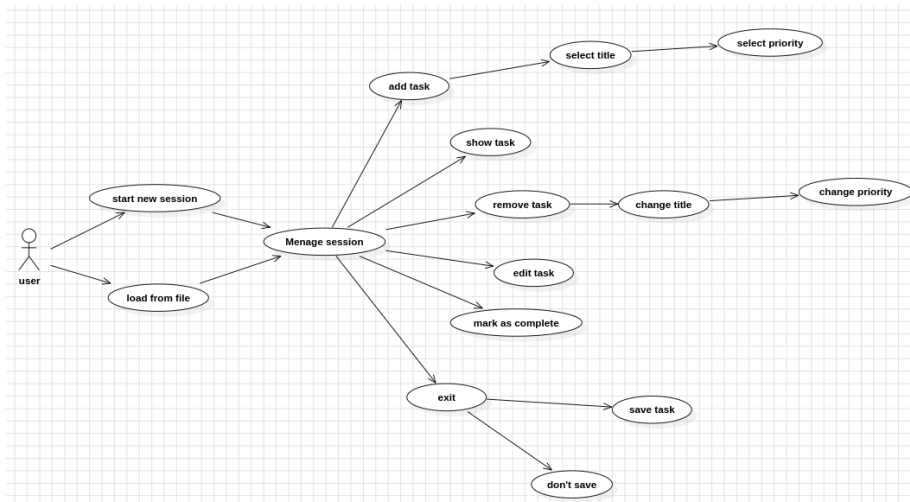 select priority
select title
add task
show task
start new session
remove task
change title
change priority
Menage session
user
load from file
edit task
mark as complete
exit
save task
don't save